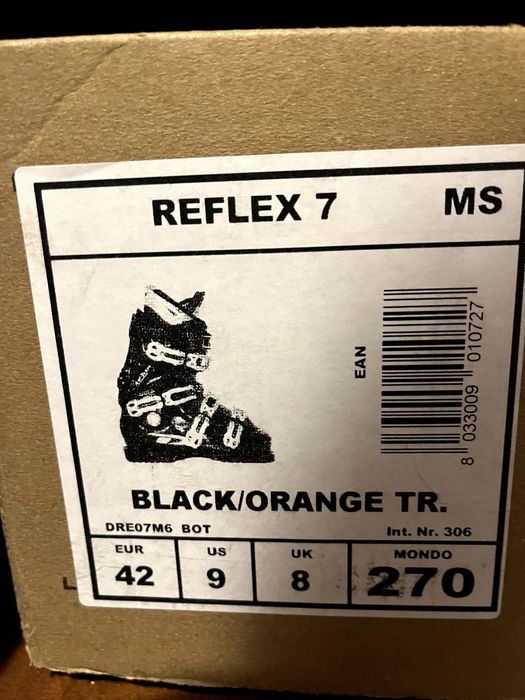 REFLEX 7 MS
EAN
8 033009 010727
BLACK/ORANGE TR.
DRE07M6 BOT Int. Nr. 306
EUR US UK MONDO
42 9 8 270